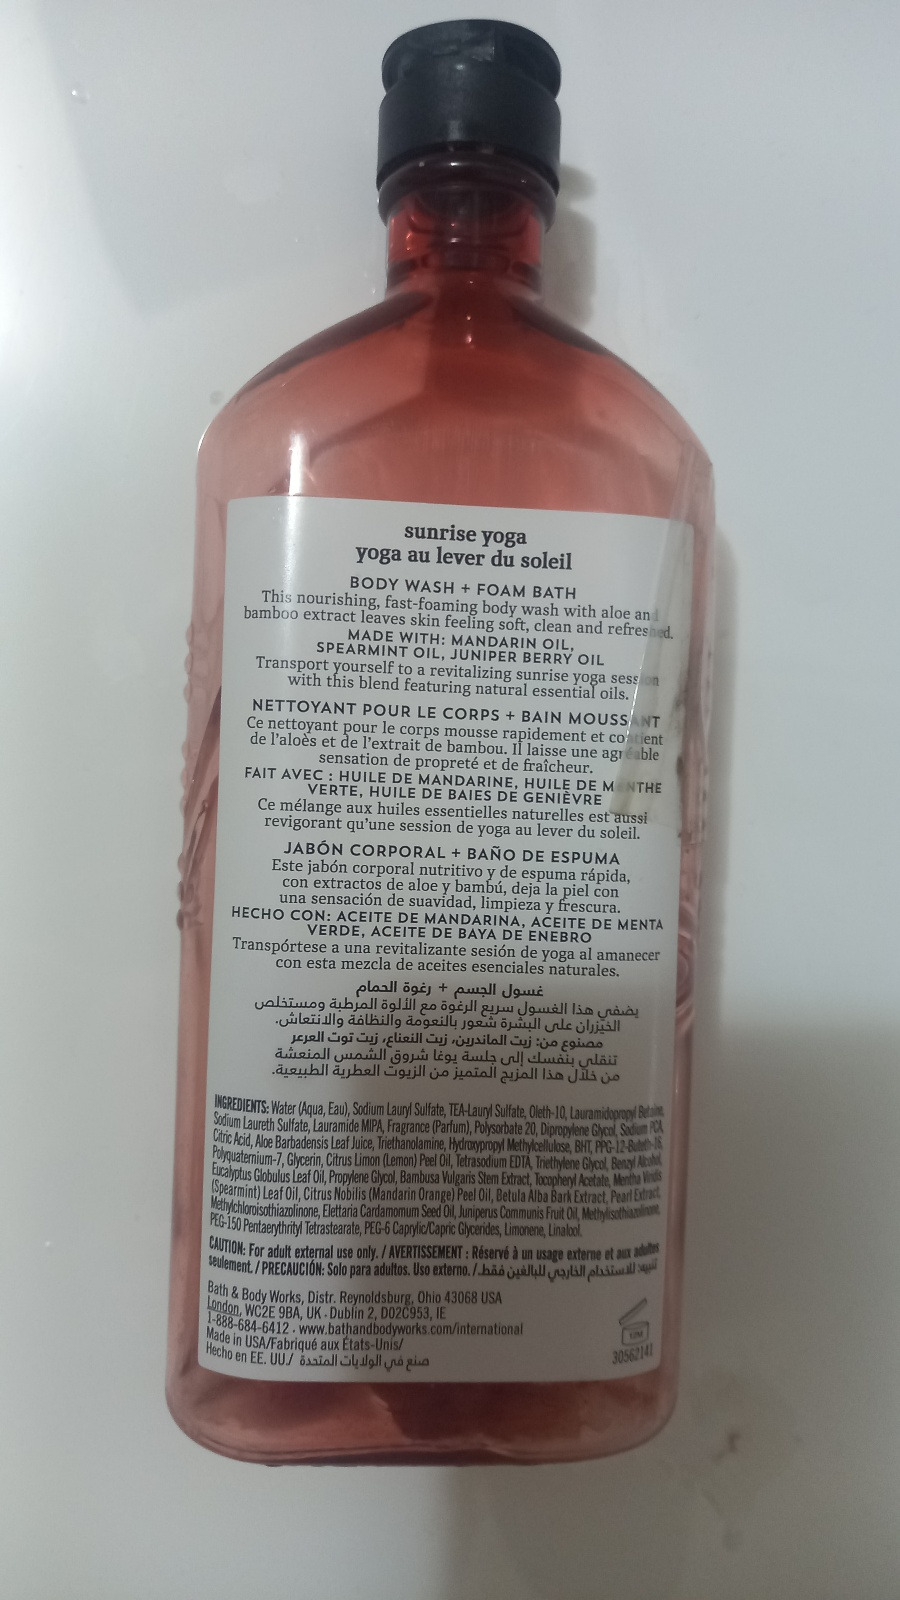 sunrise yoga
yoga au lever du soleil
BODY WASH + FOAM BATH
This nourishing, fast-foaming body wash with aloe and
bamboo extract leaves skin feeling soft, clean and refreshed.
MADE WITH: MANDARIN OIL,
SPEARMINT OIL, JUNIPER BERRY OIL
Transport yourself to a revitalizing sunrise yoga session
with this blend featuring natural essential oils.
NETTOYANT POUR LE CORPS + BAIN MOUSSANT
Ce nettoyant pour le corps mousse rapidement et contient
de l'aloès et de l'extrait de bambou. Il laisse une agréable
sensation de propreté et de fraîcheur.
FAIT AVEC : HUILE DE MANDARINE, HUILE DE MENTHE
VERTE, HUILE DE BAIES DE GENIÈVRE
Ce mélange aux huiles essentielles naturelles est aussi
revigorant qu'une session de yoga au lever du soleil.
JABÓN CORPORAL + BAÑO DE ESPUMA
Este jabón corporal nutritivo y de espuma rápida,
con extractos de aloe y bambú, deja la piel con
una sensación de suavidad, limpieza y frescura.
HECHO CON: ACEITE DE MANDARINA, ACEITE DE MENTA
VERDE, ACEITE DE BAYA DE ENEBRO
Transpórtese a una revitalizante sesión de yoga al amanecer
con esta mezcla de aceites esenciales naturales.
غسول الجسم + رغوة الحمام
يضفي هذا الغسول سريع الرغوة مع الألوة المرطبة ومستخلص
الخيزران على البشرة شعور بالنعومة والنظافة والانتعاش.
مصنوع من: زيت الماندرين، زيت النعناع، زيت توت العرعر
تنقلي بنفسك إلى جلسة يوغا شروق الشمس المنعشة
من خلال هذا المزيج المتميز من الزيوت العطرية الطبيعية.
INGREDIENTS: Water (Aqua, Eau), Sodium Lauryl Sulfate, TEA-Lauryl Sulfate, Oleth-10, Lauramidopropyl Betaine,
Sodium Laureth Sulfate, Lauramide MIPA, Fragrance (Parfum), Polysorbate 20, Dipropylene Glycol, Sodium PCA,
Citric Acid, Aloe Barbadensis Leaf Juice, Triethanolamine, Hydroxypropyl Methylcellulose, BHT, PPG-12-Buteth-16,
Polyquaternium-7, Glycerin, Citrus Limon (Lemon) Peel Oil, Tetrasodium EDTA, Triethylene Glycol, Benzyl Alcohol,
Eucalyptus Globulus Leaf Oil, Propylene Glycol, Bambusa Vulgaris Stem Extract, Tocopheryl Acetate, Mentha Viridis
(Spearmint) Leaf Oil, Citrus Nobilis (Mandarin Orange) Peel Oil, Betula Alba Bark Extract, Pearl Extract,
Methylchloroisothiazolinone, Elettaria Cardamomum Seed Oil, Juniperus Communis Fruit Oil, Methylisothiazolinone,
PEG-150 Pentaerythrityl Tetrastearate, PEG-6 Caprylic/Capric Glycerides, Limonene, Linalool.
CAUTION: For adult external use only. / AVERTISSEMENT : Réservé à un usage externe et aux adultes
seulement. / PRECAUCIÓN: Solo para adultos. Uso externo. / تنبيه: للاستخدام الخارجي للبالغين فقط.
Bath & Body Works, Distr. Reynoldsburg, Ohio 43068 USA
London, WC2E 9BA, UK · Dublin 2, D02C953, IE
1-888-684-6412 · www.bathandbodyworks.com/international
Made in USA/Fabriqué aux États-Unis/
Hecho en EE. UU./ صنع في الولايات المتحدة
12M
30562141